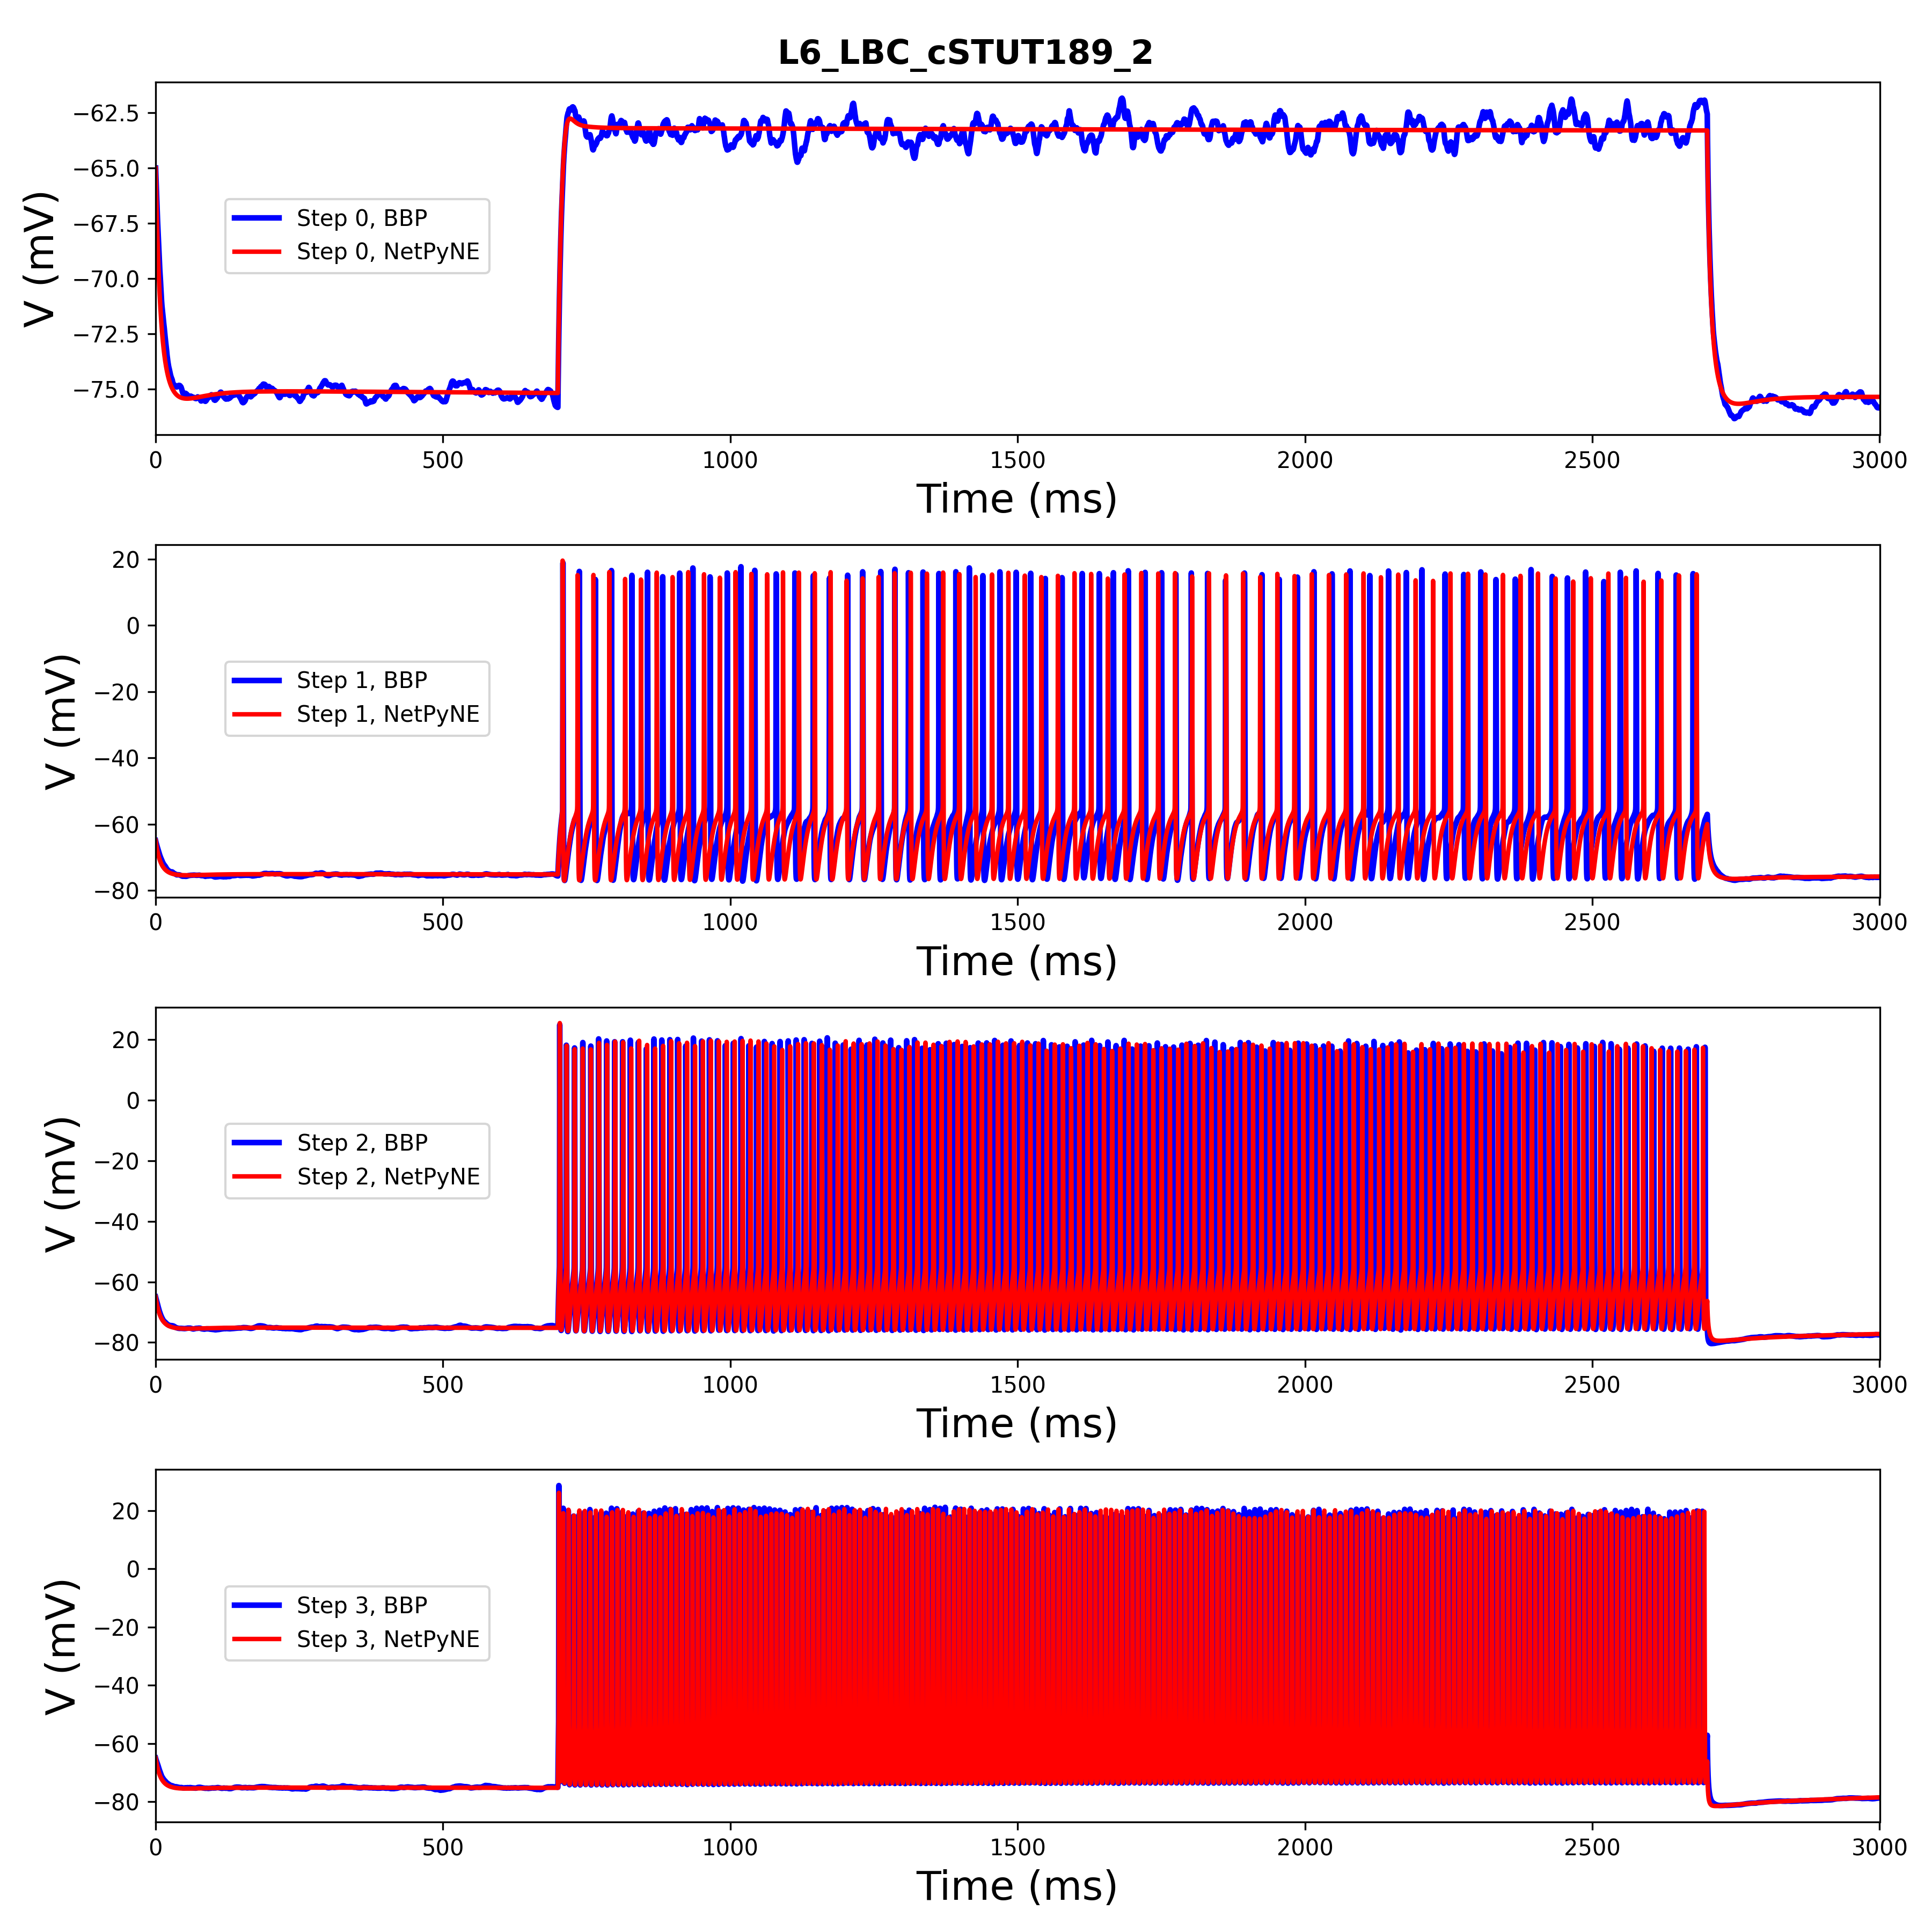 L6_LBC_cSTUT189_2
−62.5
−65.0
−67.5
−70.0
−72.5
−75.0
V (mV)
Step 0, BBP
Step 0, NetPyNE
0 500 1000 1500 2000 2500 3000
Time (ms)
20
0
−20
−40
−60
−80
V (mV)
Step 1, BBP
Step 1, NetPyNE
0 500 1000 1500 2000 2500 3000
Time (ms)
20
0
−20
−40
−60
−80
V (mV)
Step 2, BBP
Step 2, NetPyNE
0 500 1000 1500 2000 2500 3000
Time (ms)
20
0
−20
−40
−60
−80
V (mV)
Step 3, BBP
Step 3, NetPyNE
0 500 1000 1500 2000 2500 3000
Time (ms)